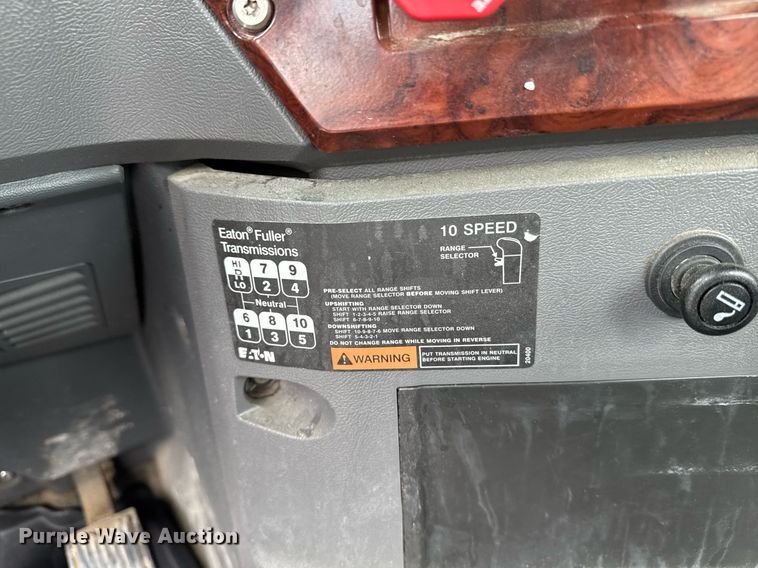 Eaton® Fuller®
Transmissions
10 SPEED
RANGE
SELECTOR
HI 7 9
R
LO 2 4
Neutral
6 8 10
1 3 5
EATON
PRE-SELECT ALL RANGE SHIFTS
(MOVE RANGE SELECTOR BEFORE MOVING SHIFT LEVER)
UPSHIFTING
START WITH RANGE SELECTOR DOWN
SHIFT 1-2-3-4-5 RAISE RANGE SELECTOR
SHIFT 6-7-8-9-10
DOWNSHIFTING
SHIFT 10-9-8-7-6 MOVE RANGE SELECTOR DOWN
SHIFT 5-4-3-2-1
DO NOT CHANGE RANGE WHILE MOVING IN REVERSE
WARNING
PUT TRANSMISSION IN NEUTRAL
BEFORE STARTING ENGINE
20400
Purple Wave Auction